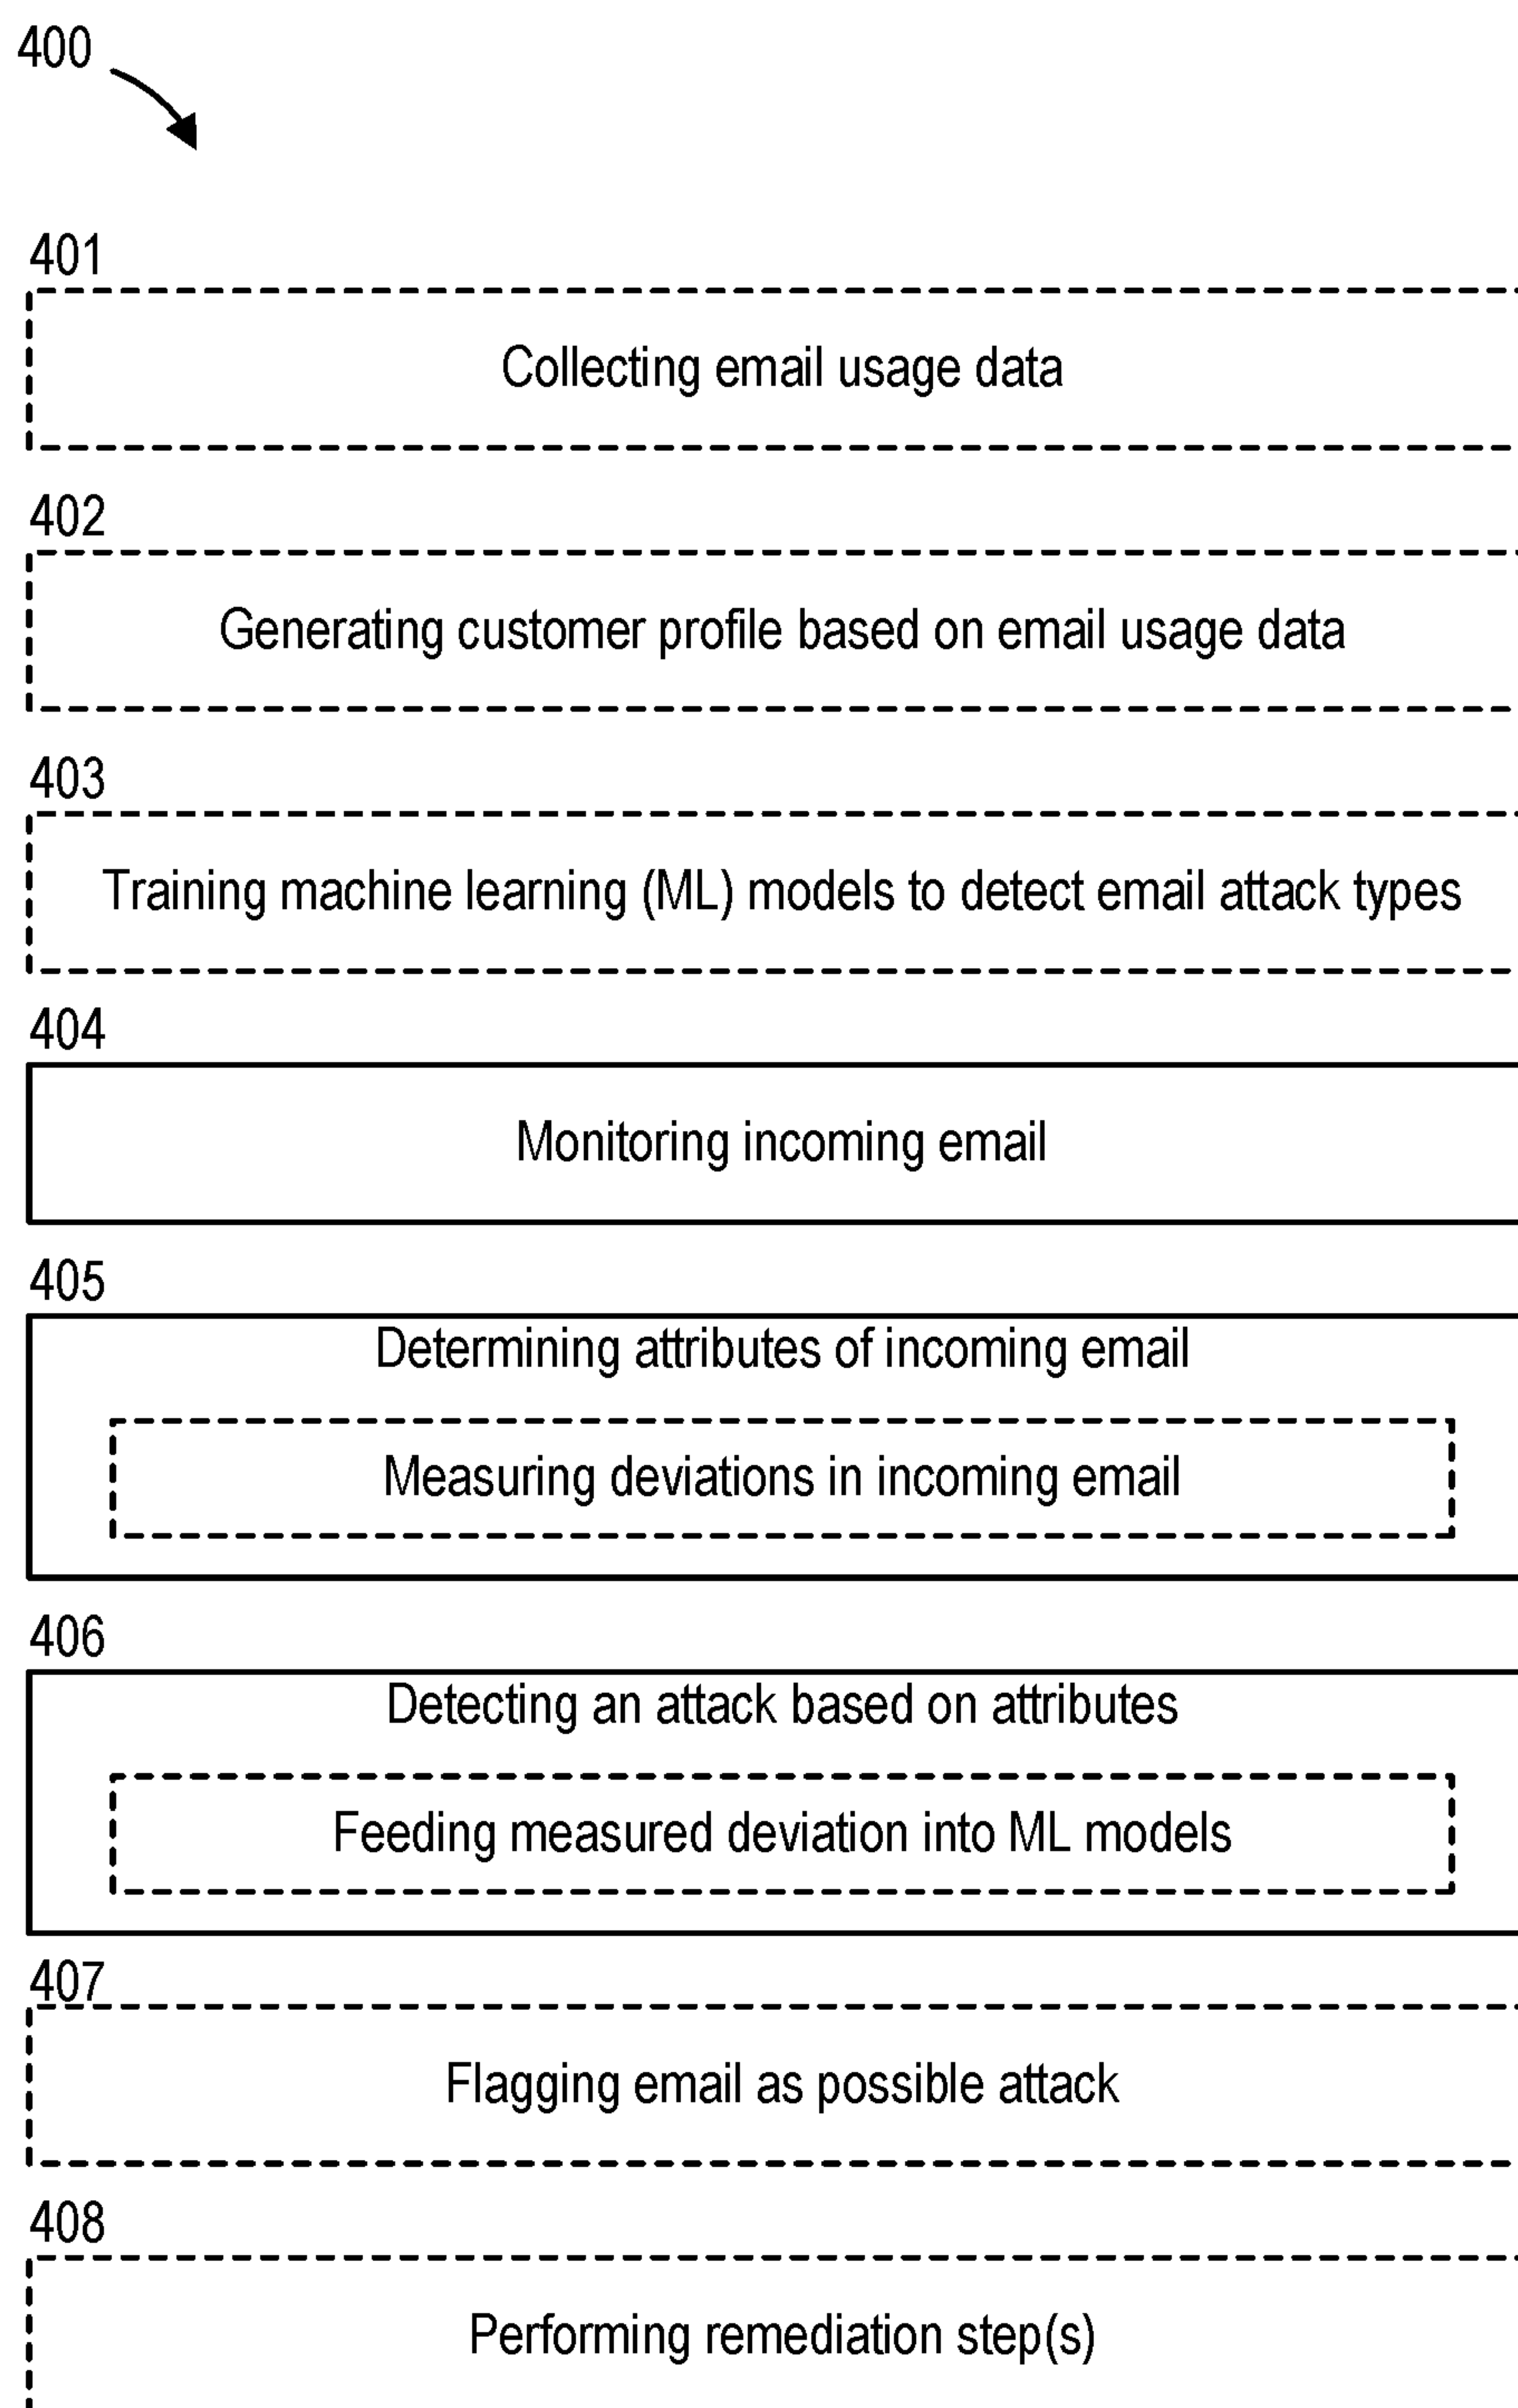 400
401
Collecting email usage data
402
Generating customer profile based on email usage data
403
Training machine learning (ML) models to detect email attack types
404
Monitoring incoming email
405
Determining attributes of incoming email
Measuring deviations in incoming email
406
Detecting an attack based on attributes
Feeding measured deviation into ML models
407
Flagging email as possible attack
408
Performing remediation step(s)